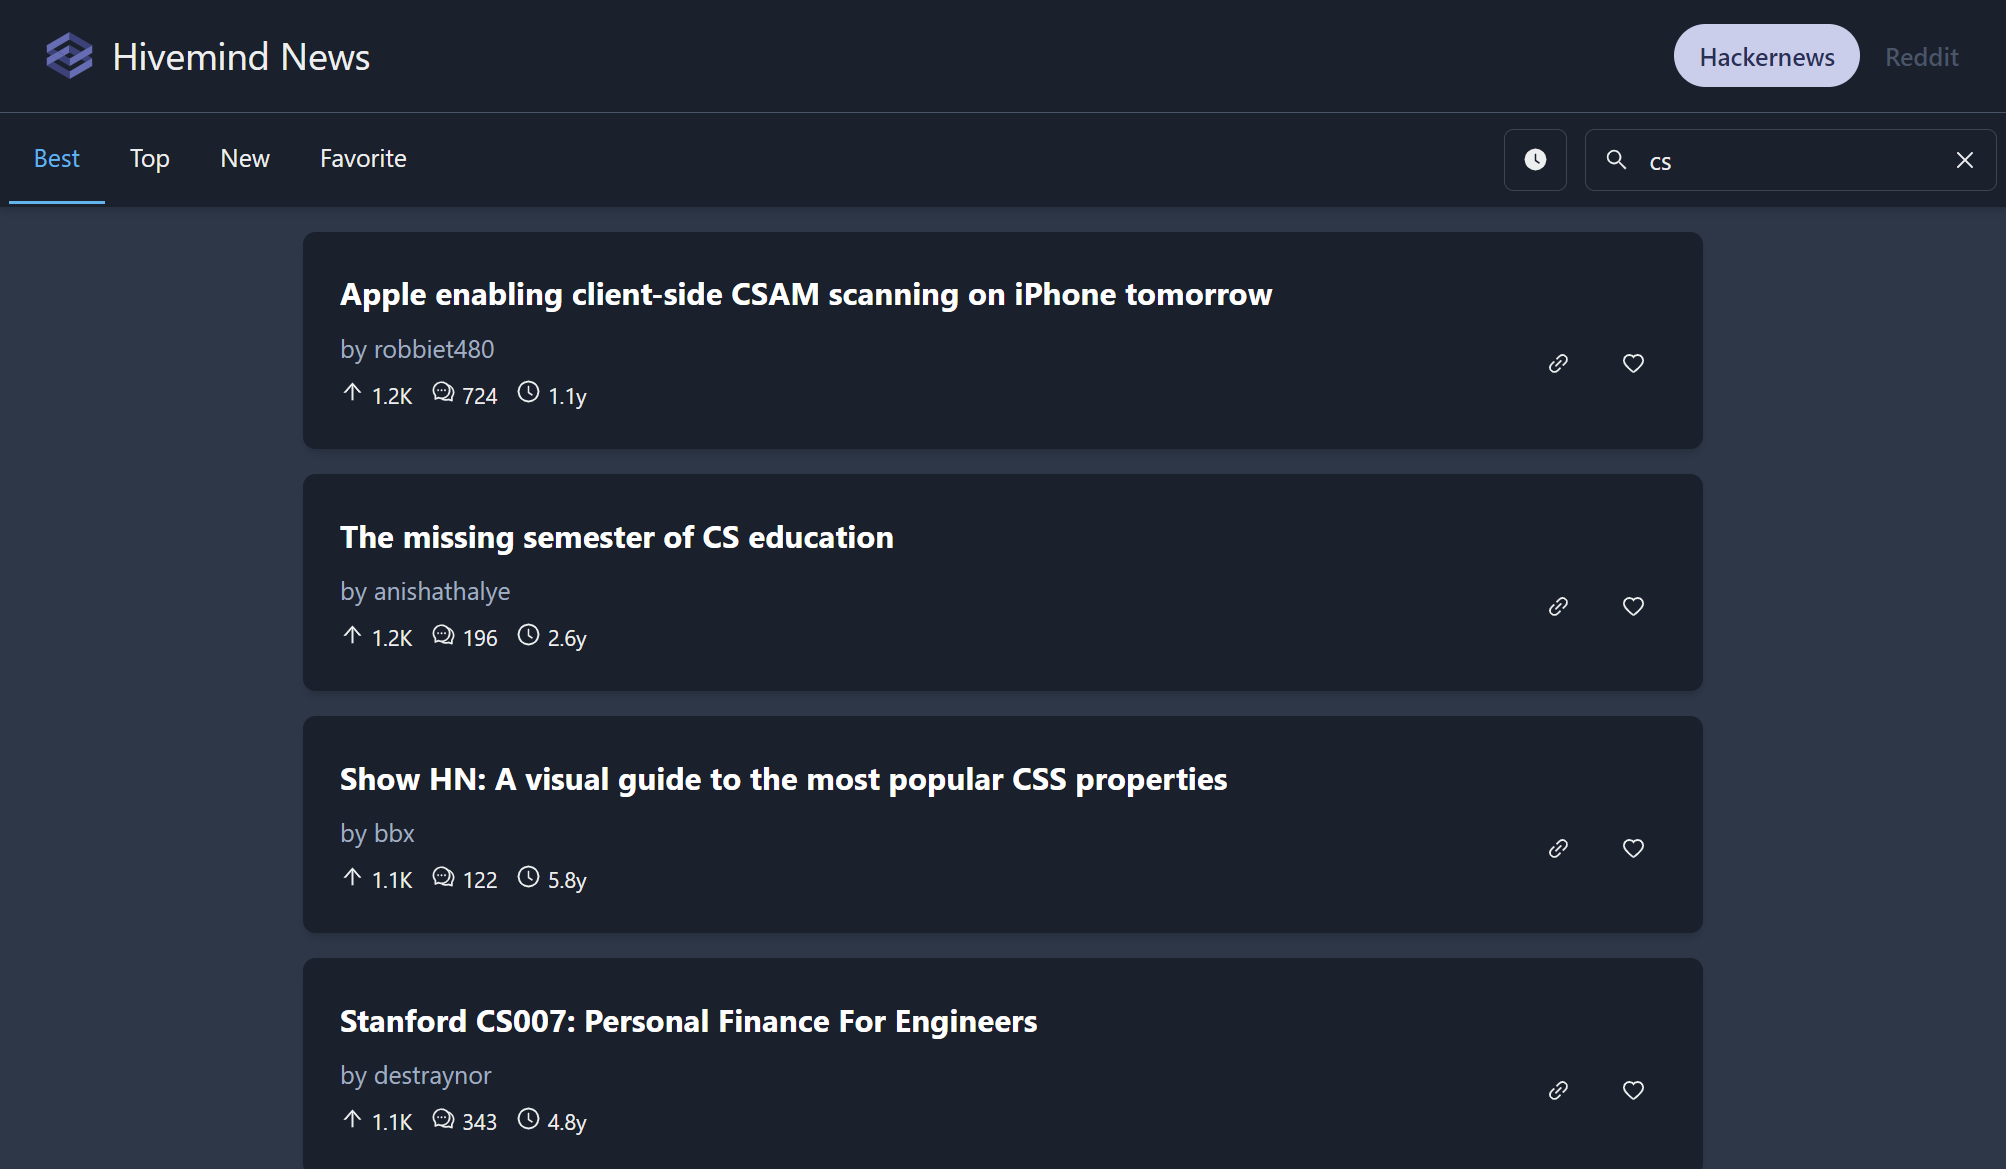 Hivemind News
Hackernews
Reddit
Best
Top
New
Favorite
cs
Apple enabling client-side CSAM scanning on iPhone tomorrow
by robbiet480
1.2K 724 1.1y
The missing semester of CS education
by anishathalye
1.2K 196 2.6y
Show HN: A visual guide to the most popular CSS properties
by bbx
1.1K 122 5.8y
Stanford CS007: Personal Finance For Engineers
by destraynor
1.1K 343 4.8y